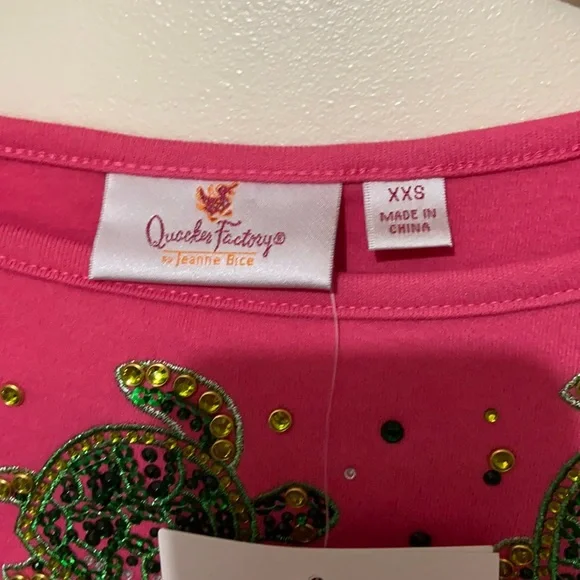 Quacker Factory®
By Jeanne Bice
XXS
MADE IN
CHINA